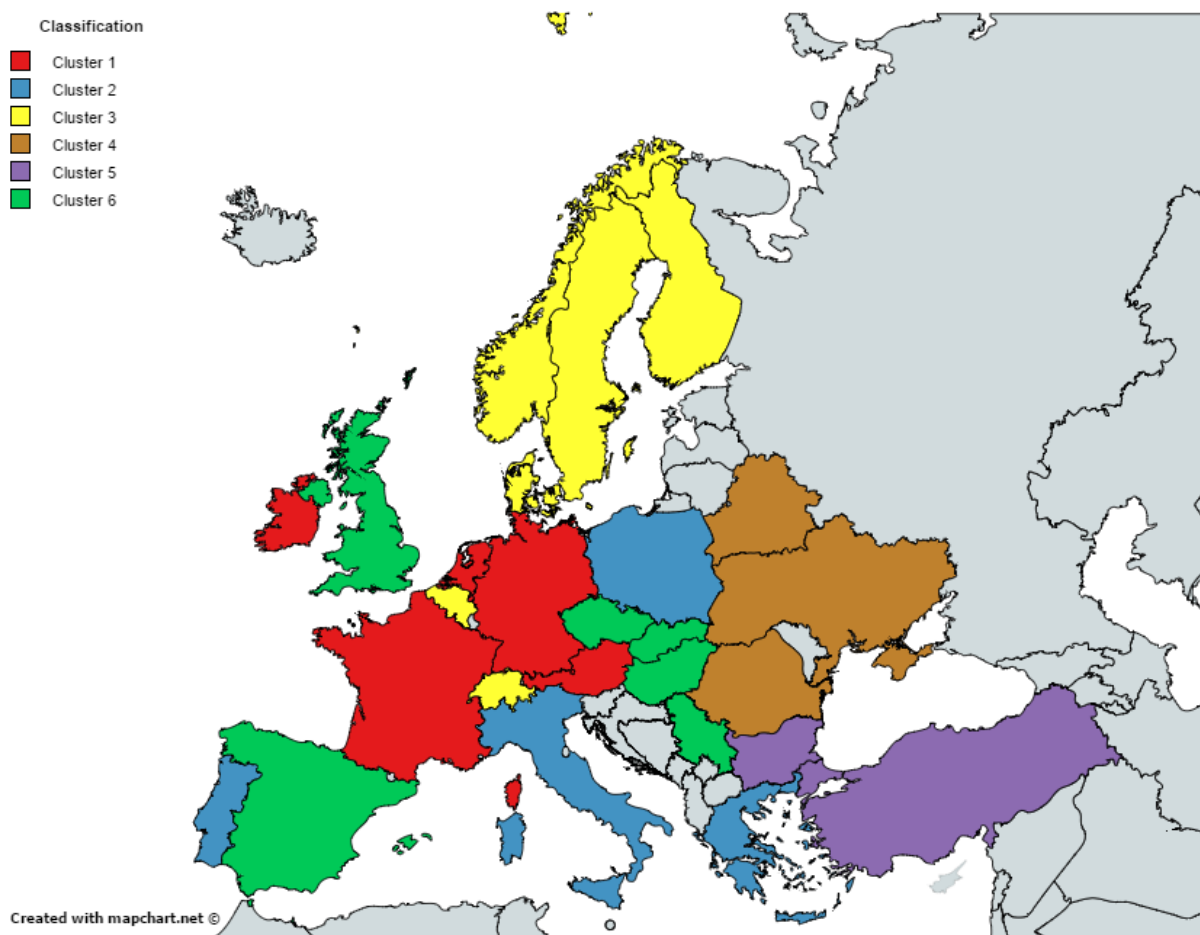 Classification
Cluster 1
Cluster 2
Cluster 3
Cluster 4
Cluster 5
Cluster 6
Created with mapchart.net ©